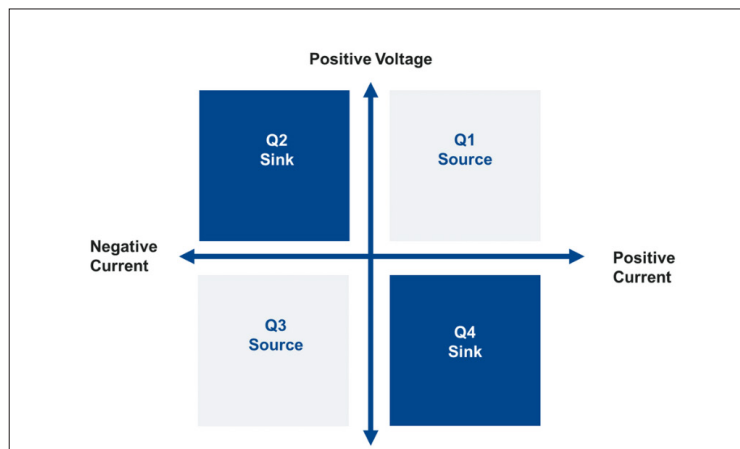 Positive Voltage
Q2
Sink
Q1
Source
Negative
Current
Positive
Current
Q3
Source
Q4
Sink